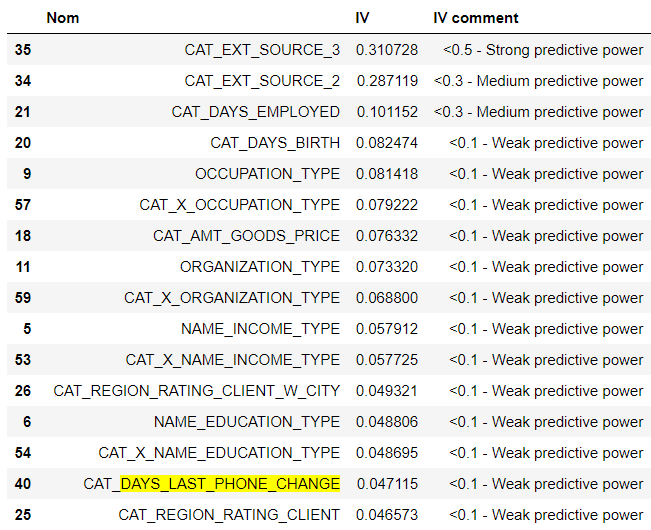 Nom IV IV comment
35 CAT_EXT_SOURCE_3 0.310728 <0.5 - Strong predictive power
34 CAT_EXT_SOURCE_2 0.287119 <0.3 - Medium predictive power
21 CAT_DAYS_EMPLOYED 0.101152 <0.3 - Medium predictive power
20 CAT_DAYS_BIRTH 0.082474 <0.1 - Weak predictive power
9 OCCUPATION_TYPE 0.081418 <0.1 - Weak predictive power
57 CAT_X_OCCUPATION_TYPE 0.079222 <0.1 - Weak predictive power
18 CAT_AMT_GOODS_PRICE 0.076332 <0.1 - Weak predictive power
11 ORGANIZATION_TYPE 0.073320 <0.1 - Weak predictive power
59 CAT_X_ORGANIZATION_TYPE 0.068800 <0.1 - Weak predictive power
5 NAME_INCOME_TYPE 0.057912 <0.1 - Weak predictive power
53 CAT_X_NAME_INCOME_TYPE 0.057725 <0.1 - Weak predictive power
26 CAT_REGION_RATING_CLIENT_W_CITY 0.049321 <0.1 - Weak predictive power
6 NAME_EDUCATION_TYPE 0.048806 <0.1 - Weak predictive power
54 CAT_X_NAME_EDUCATION_TYPE 0.048695 <0.1 - Weak predictive power
40 CAT_DAYS_LAST_PHONE_CHANGE 0.047115 <0.1 - Weak predictive power
25 CAT_REGION_RATING_CLIENT 0.046573 <0.1 - Weak predictive power